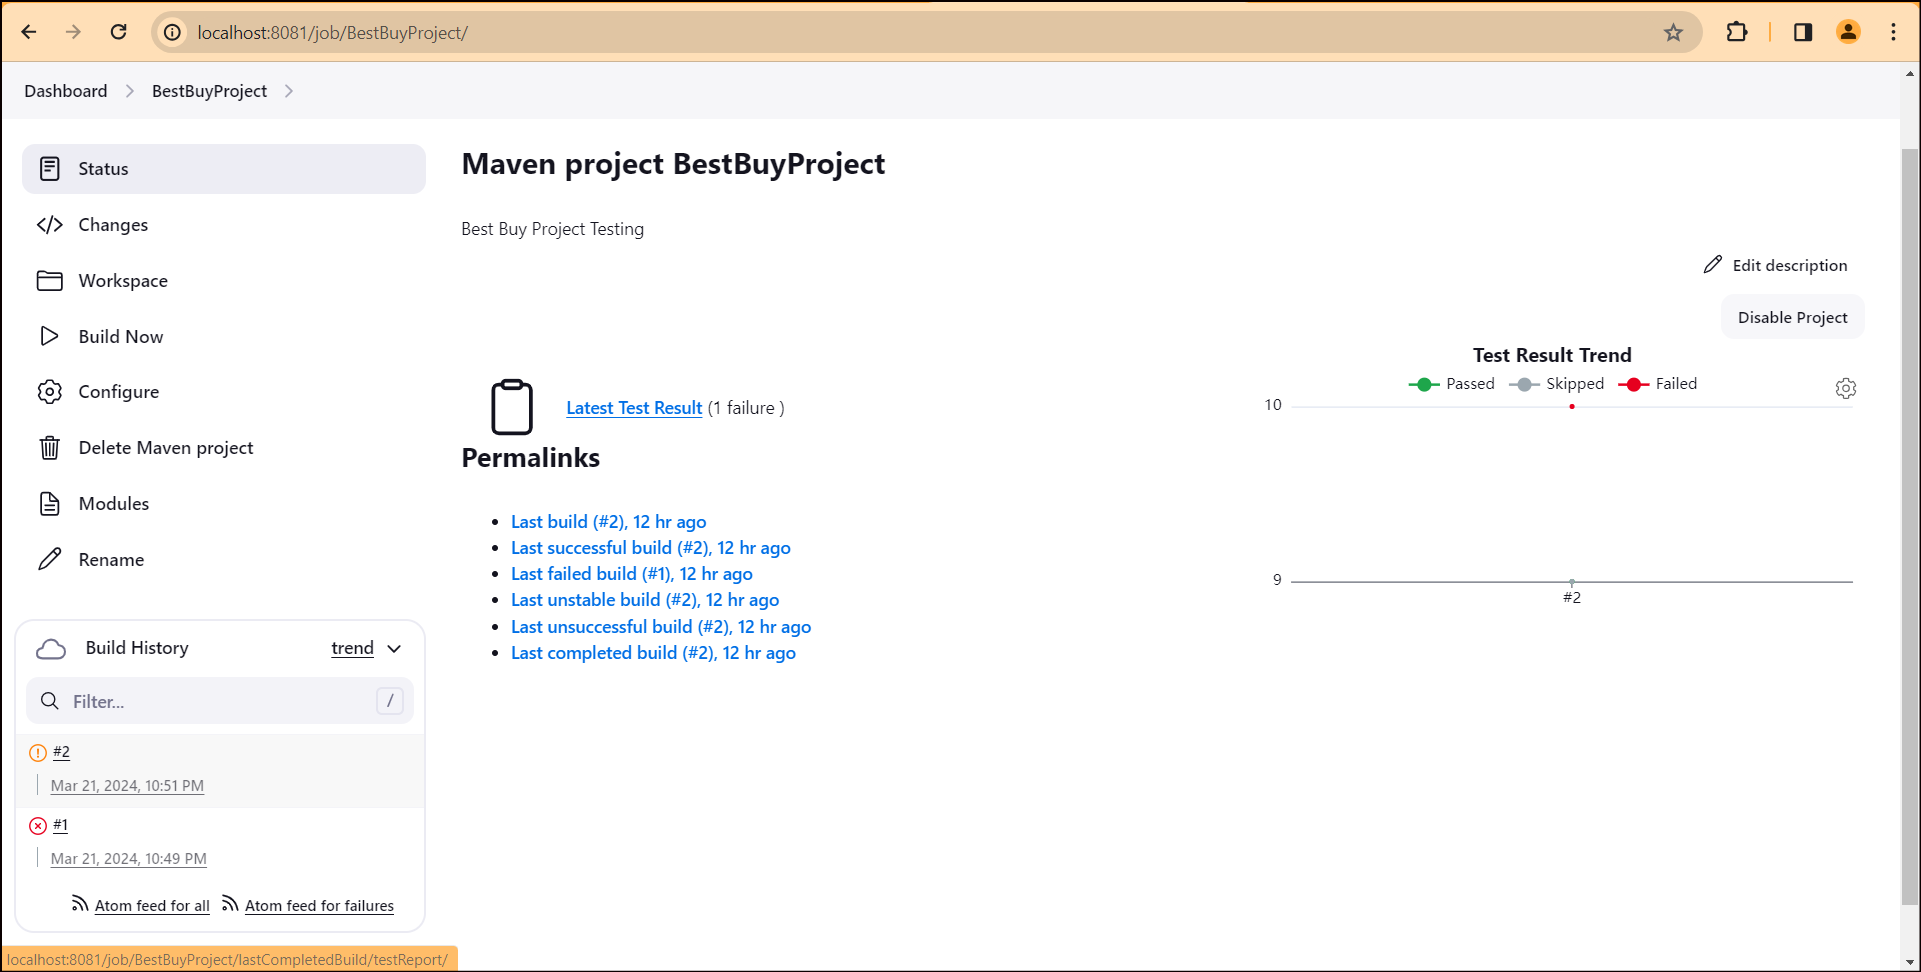 localhost:8081/job/BestBuyProject/
Dashboard
BestBuyProject
Status
Changes
Workspace
Build Now
Configure
Delete Maven project
Modules
Rename
Build History
trend
Filter...
/
#2
Mar 21, 2024, 10:51 PM
#1
Mar 21, 2024, 10:49 PM
Atom feed for all
Atom feed for failures
Maven project BestBuyProject
Best Buy Project Testing
Edit description
Disable Project
Latest Test Result (1 failure )
Permalinks
Last build (#2), 12 hr ago
Last successful build (#2), 12 hr ago
Last failed build (#1), 12 hr ago
Last unstable build (#2), 12 hr ago
Last unsuccessful build (#2), 12 hr ago
Last completed build (#2), 12 hr ago
Test Result Trend
Passed
Skipped
Failed
10
9
#2
localhost:8081/job/BestBuyProject/lastCompletedBuild/testReport/